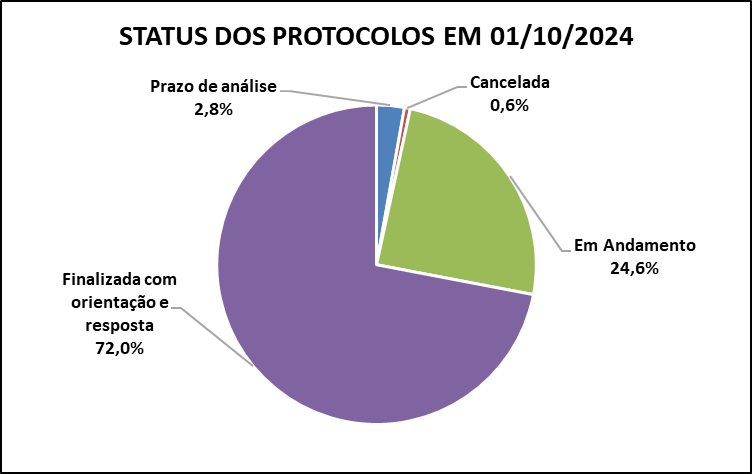 STATUS DOS PROTOCOLOS EM 01/10/2024
Prazo de análise
2,8%
Cancelada
0,6%
Em Andamento
24,6%
Finalizada com
orientação e
resposta
72,0%